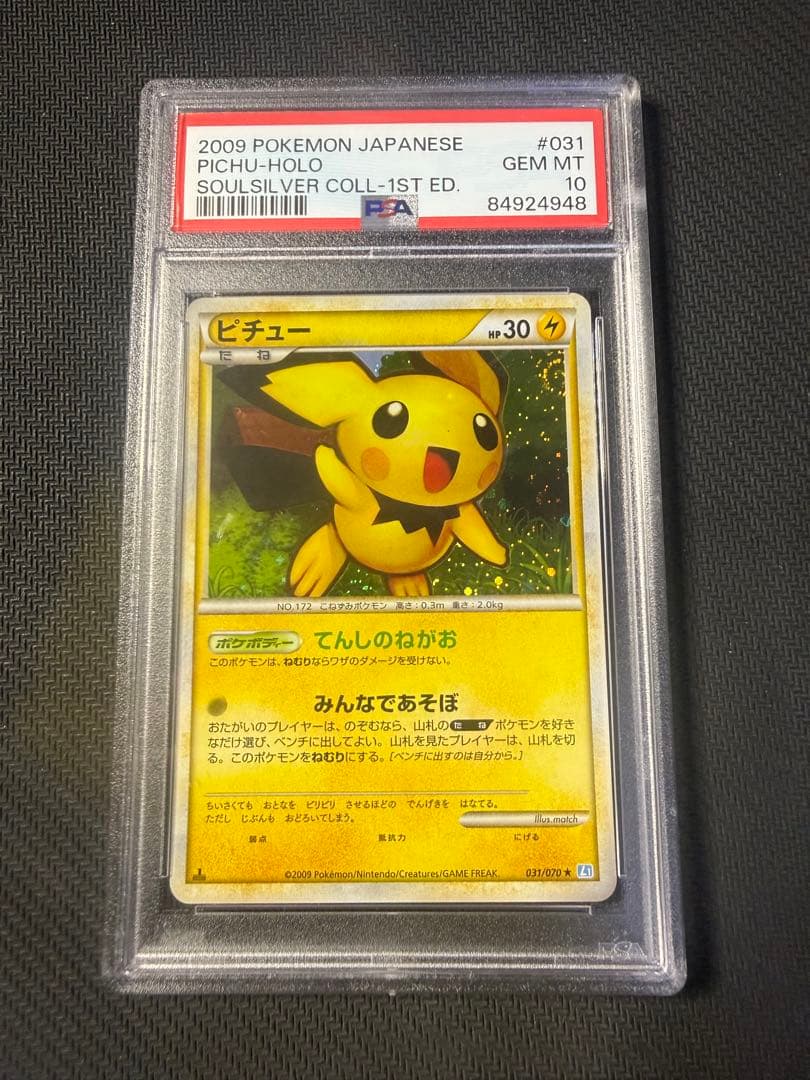 2009 POKEMON JAPANESE #031
PICHU-HOLO GEM MT
SOULSILVER COLL-1ST ED. 10
PSA 84924948
ピチュー HP30
たね
NO.172 こねずみポケモン 高さ:0.3m 重さ:2.0kg
ポケボディー てんしのねがお
このポケモンは、ねむりならワザのダメージを受けない。
みんなであそぼ
おたがいのプレイヤーは、のぞむなら、山札のたねポケモンを好き
なだけ選び、ベンチに出してよい。山札を見たプレイヤーは、山札を切
る。このポケモンをねむりにする。[ベンチに出すのは自分から。]
ちいさくても おとなを ビリビリ させるほどの でんげきを はなてる。
ただし じぶんも おどろいてしまう。
Illus.match
弱点 抵抗力 にげる
1
©2009 Pokémon/Nintendo/Creatures/GAME FREAK. 031/070 ★ L1
PSA